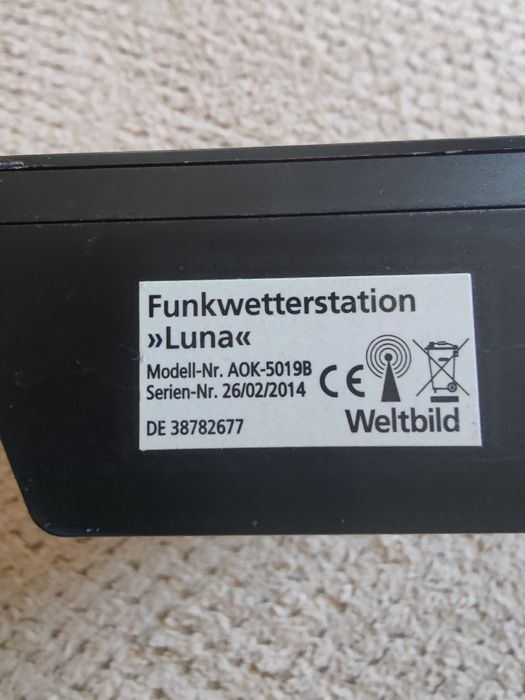 Funkwetterstation
»Luna«
Modell-Nr. AOK-5019B
Serien-Nr. 26/02/2014
CE
DE 38782677
Weltbild